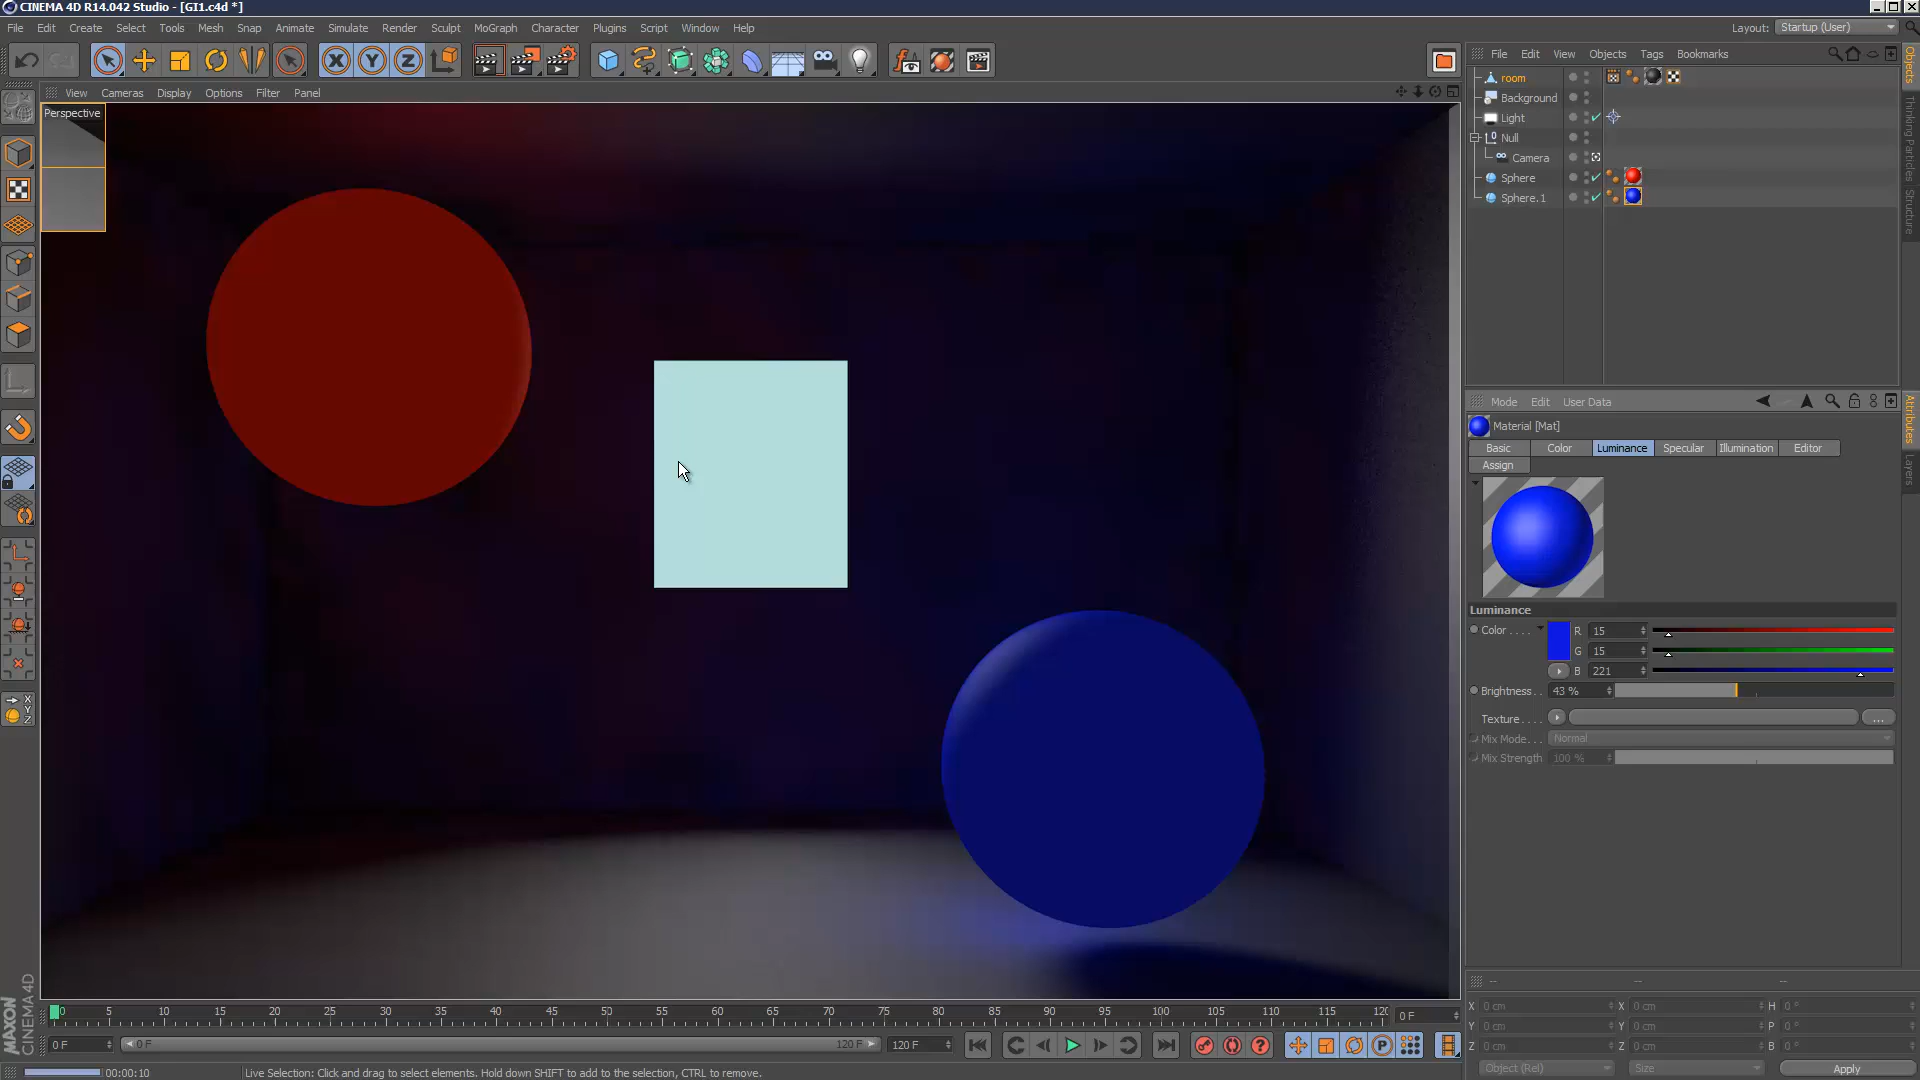 CINEMA 4D R14.042 Studio - [GI1.c4d *]
File Edit Create Select Tools Mesh Snap Animate Simulate Render Sculpt MoGraph Character Plugins Script Window Help
Layout: Startup (User)
X Y Z
File Edit View Objects Tags Bookmarks
View Cameras Display Options Filter Panel
Perspective
room
Background
Light
Null
Camera
Sphere
Sphere.1
Objects
Thinking Particles
Structure
Mode Edit User Data
Material [Mat]
Basic Color Luminance Specular Illumination Editor
Assign
Attributes
Layers
Luminance
Color . . . . R 15
G 15
B 221
Brightness . . 43 %
Texture . . . . ...
Mix Mode. . . Normal
Mix Strength 100 %
X
Y
Z
0 5 10 15 20 25 30 35 40 45 50 55 60 65 70 75 80 85 90 95 100 105 110 115 120 0 F
0 F 0 F 120 F 120 F
-- -- --
X 0 cm X 0 cm H 0 °
Y 0 cm Y 0 cm P 0 °
Z 0 cm Z 0 cm B 0 °
Object (Rel) Size Apply
MAXON
CINEMA 4D
00:00:10 Live Selection: Click and drag to select elements. Hold down SHIFT to add to the selection, CTRL to remove.